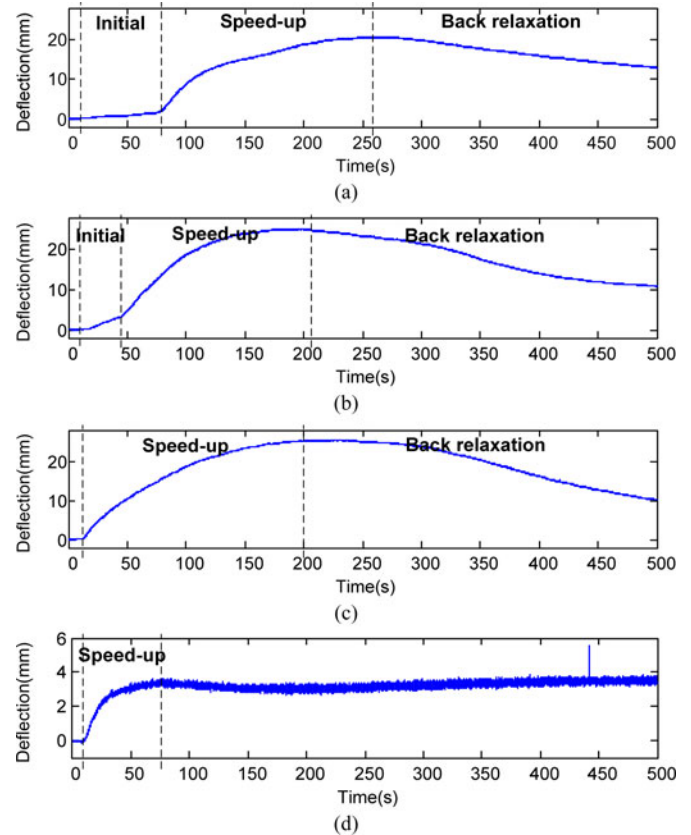 Initial Speed-up Back relaxation
Deflection(mm)
20
10
0
0 50 100 150 200 250 300 350 400 450 500
Time(s)
(a)
Initial Speed-up Back relaxation
Deflection(mm)
20
10
0
0 50 100 150 200 250 300 350 400 450 500
Time(s)
(b)
Speed-up Back relaxation
Deflection(mm)
20
10
0
0 50 100 150 200 250 300 350 400 450 500
Time(s)
(c)
Speed-up
Deflection(mm)
6
4
2
0
0 50 100 150 200 250 300 350 400 450 500
Time(s)
(d)